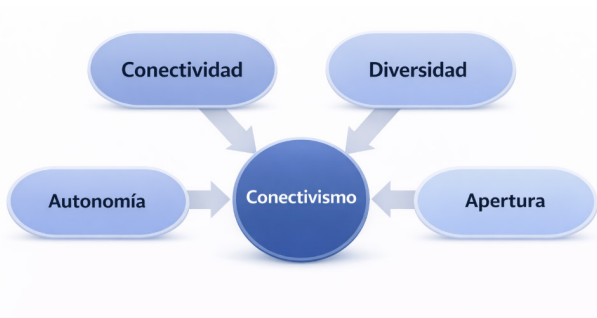 Conectividad
Diversidad
Autonomía
Conectivismo
Apertura